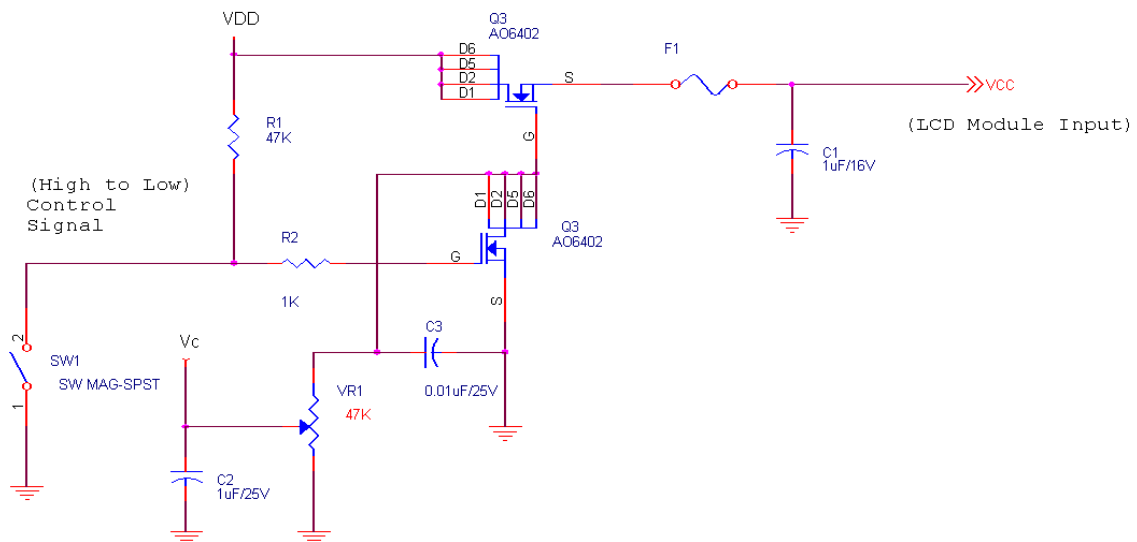 VDD
Q3
AO6402
D6
D5
D2
D1
S
G
F1
VCC
(LCD Module Input)
C1
1uF/16V
R1
47K
(High to Low)
Control
Signal
R2
1K
D1
D2
D5
D6
Q3
AO6402
G
S
2
SW1
SW MAG-SPST
1
Vc
C3
0.01uF/25V
VR1
47K
C2
1uF/25V